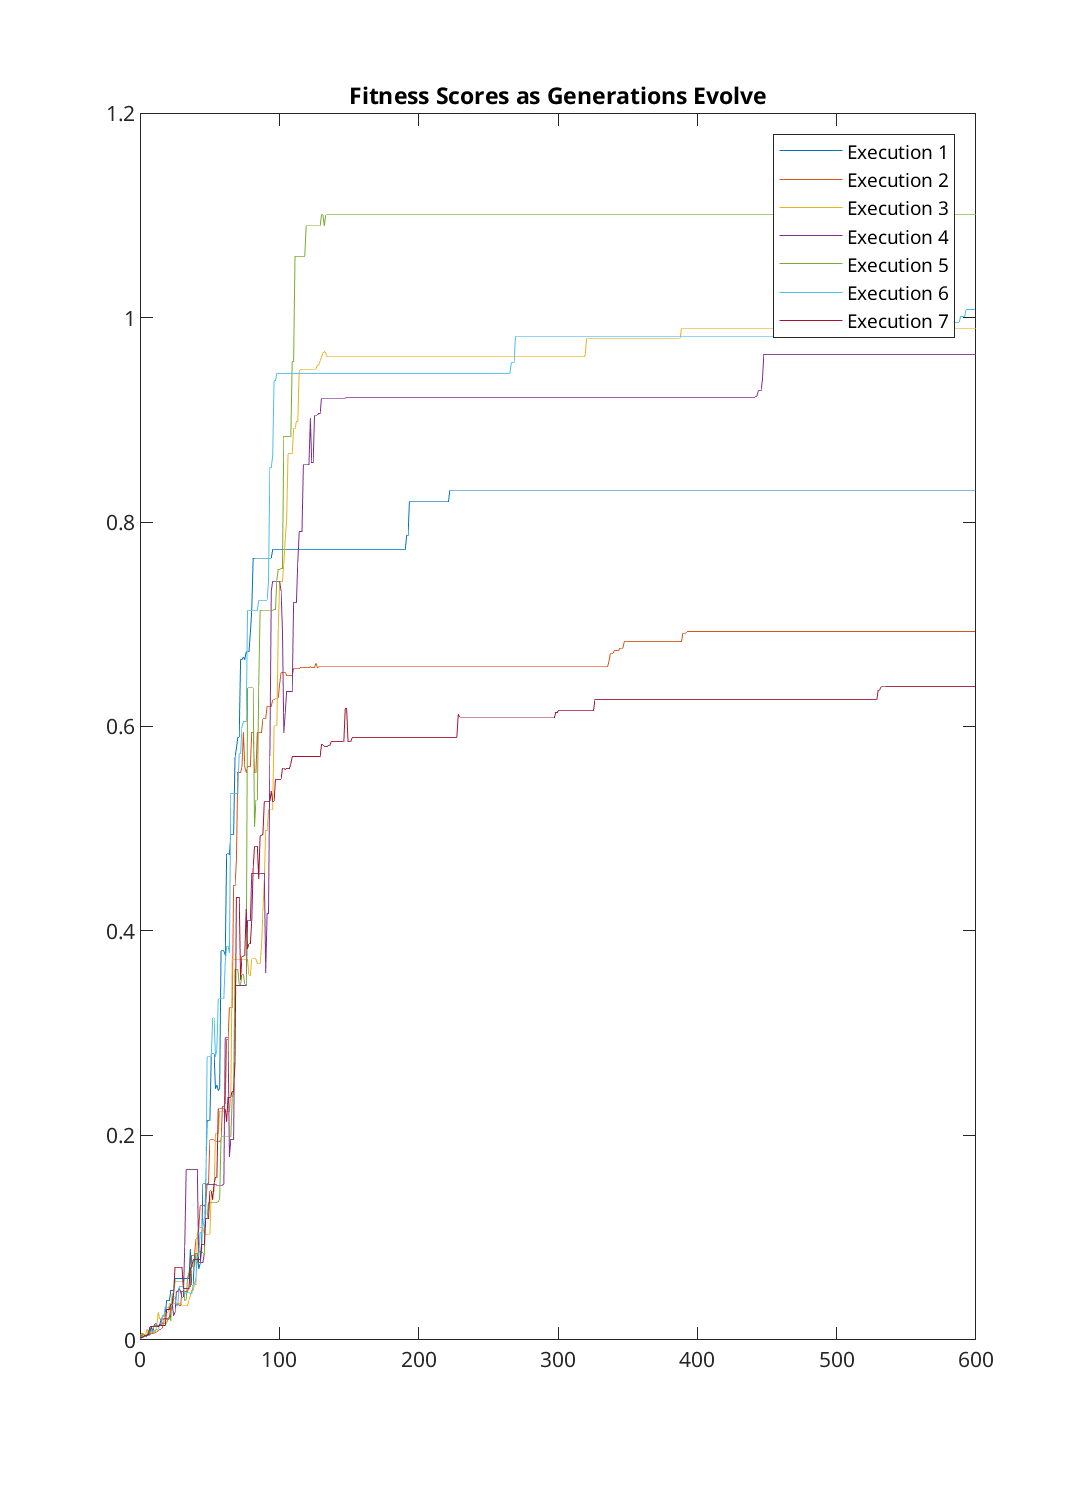 Fitness Scores as Generations Evolve
1.2
1
0.8
0.6
0.4
0.2
0
0 100 200 300 400 500 600
Execution 1
Execution 2
Execution 3
Execution 4
Execution 5
Execution 6
Execution 7